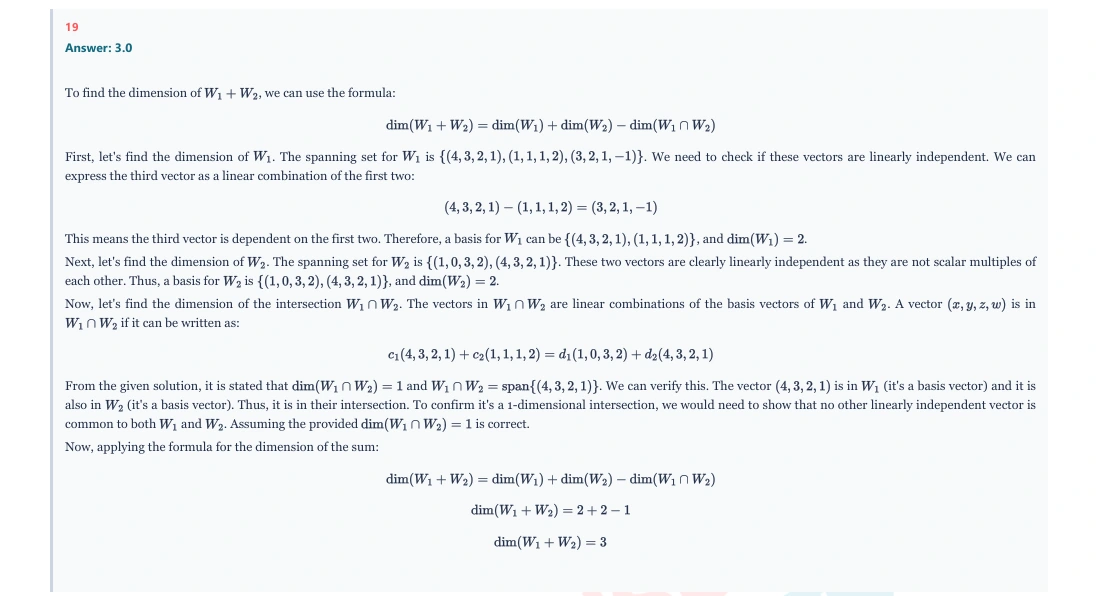 19
Answer: 3.0
To find the dimension of W₁ + W₂, we can use the formula:
dim(W₁ + W₂) = dim(W₁) + dim(W₂) − dim(W₁ ∩ W₂)
First, let's find the dimension of W₁. The spanning set for W₁ is {(4, 3, 2, 1), (1, 1, 1, 2), (3, 2, 1, −1)}. We need to check if these vectors are linearly independent. We can
express the third vector as a linear combination of the first two:
(4, 3, 2, 1) − (1, 1, 1, 2) = (3, 2, 1, −1)
This means the third vector is dependent on the first two. Therefore, a basis for W₁ can be {(4, 3, 2, 1), (1, 1, 1, 2)}, and dim(W₁) = 2.
Next, let's find the dimension of W₂. The spanning set for W₂ is {(1, 0, 3, 2), (4, 3, 2, 1)}. These two vectors are clearly linearly independent as they are not scalar multiples of
each other. Thus, a basis for W₂ is {(1, 0, 3, 2), (4, 3, 2, 1)}, and dim(W₂) = 2.
Now, let's find the dimension of the intersection W₁ ∩ W₂. The vectors in W₁ ∩ W₂ are linear combinations of the basis vectors of W₁ and W₂. A vector (x, y, z, w) is in
W₁ ∩ W₂ if it can be written as:
c₁(4, 3, 2, 1) + c₂(1, 1, 1, 2) = d₁(1, 0, 3, 2) + d₂(4, 3, 2, 1)
From the given solution, it is stated that dim(W₁ ∩ W₂) = 1 and W₁ ∩ W₂ = span{(4, 3, 2, 1)}. We can verify this. The vector (4, 3, 2, 1) is in W₁ (it's a basis vector) and it is
also in W₂ (it's a basis vector). Thus, it is in their intersection. To confirm it's a 1-dimensional intersection, we would need to show that no other linearly independent vector is
common to both W₁ and W₂. Assuming the provided dim(W₁ ∩ W₂) = 1 is correct.
Now, applying the formula for the dimension of the sum:
dim(W₁ + W₂) = dim(W₁) + dim(W₂) − dim(W₁ ∩ W₂)
dim(W₁ + W₂) = 2 + 2 − 1
dim(W₁ + W₂) = 3